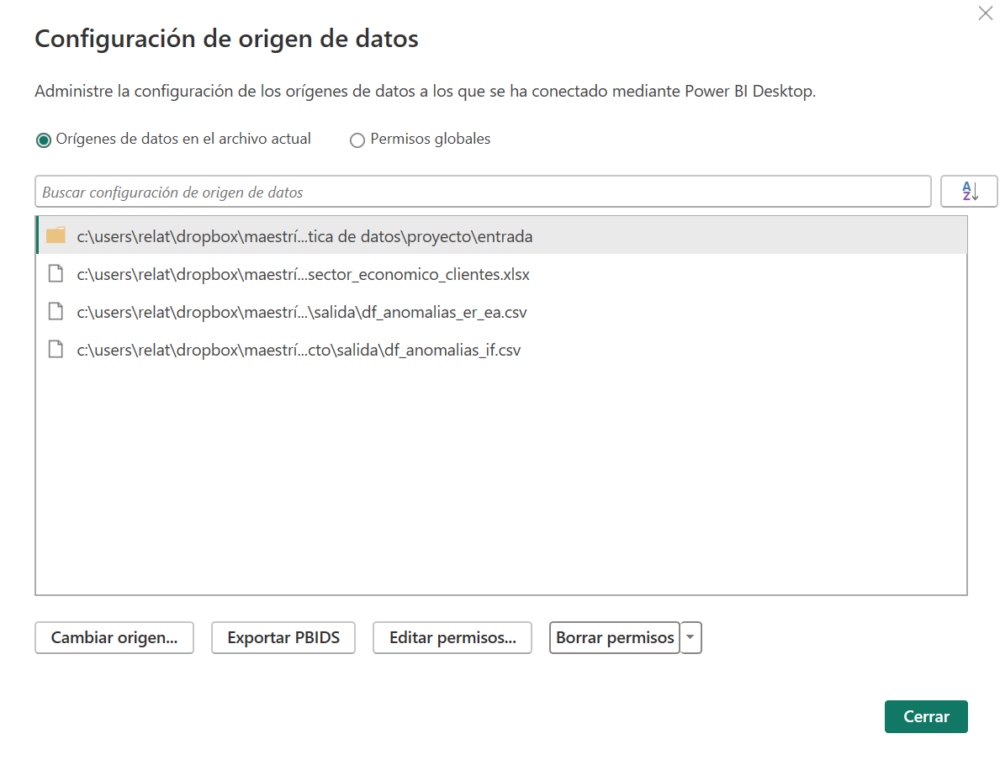 Configuración de origen de datos
Administre la configuración de los orígenes de datos a los que se ha conectado mediante Power BI Desktop.
Orígenes de datos en el archivo actual Permisos globales
Buscar configuración de origen de datos
A
Z
c:\users\relat\dropbox\maestrí...tica de datos\proyecto\entrada
c:\users\relat\dropbox\maestrí...sector_economico_clientes.xlsx
c:\users\relat\dropbox\maestrí...\salida\df_anomalias_er_ea.csv
c:\users\relat\dropbox\maestrí...cto\salida\df_anomalias_if.csv
Cambiar origen... Exportar PBIDS Editar permisos... Borrar permisos
Cerrar